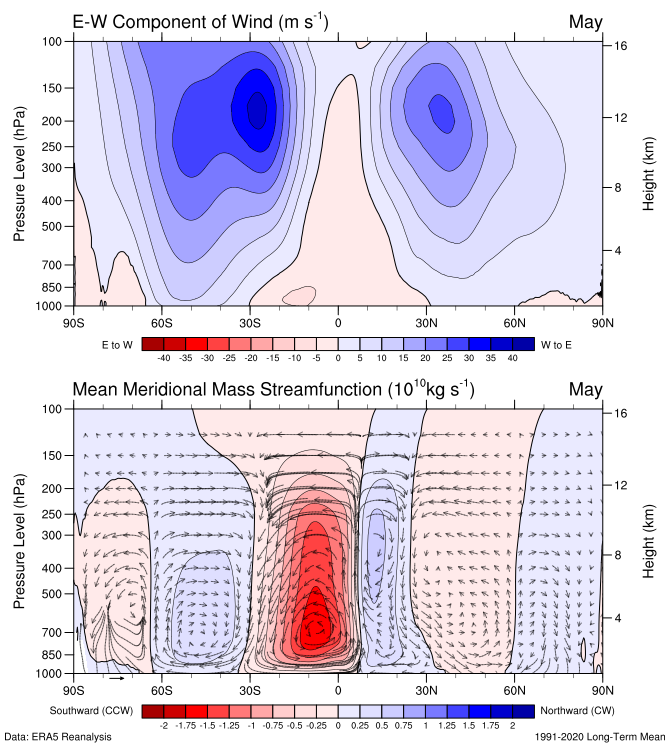 E-W Component of Wind (m s⁻¹) May
100
150
200
250
300
400
500
700
850
1000
Pressure Level (hPa)
16
12
8
4
Height (km)
90S 60S 30S 0 30N 60N 90N
E to W W to E
-40 -35 -30 -25 -20 -15 -10 -5 0 5 10 15 20 25 30 35 40
Mean Meridional Mass Streamfunction (10¹⁰kg s⁻¹) May
100
150
200
250
300
400
500
700
850
1000
Pressure Level (hPa)
16
12
8
4
Height (km)
90S 60S 30S 0 30N 60N 90N
Southward (CCW) Northward (CW)
-2 -1.75 -1.5 -1.25 -1 -0.75 -0.5 -0.25 0 0.25 0.5 0.75 1 1.25 1.5 1.75 2
Data: ERA5 Reanalysis 1991-2020 Long-Term Mean